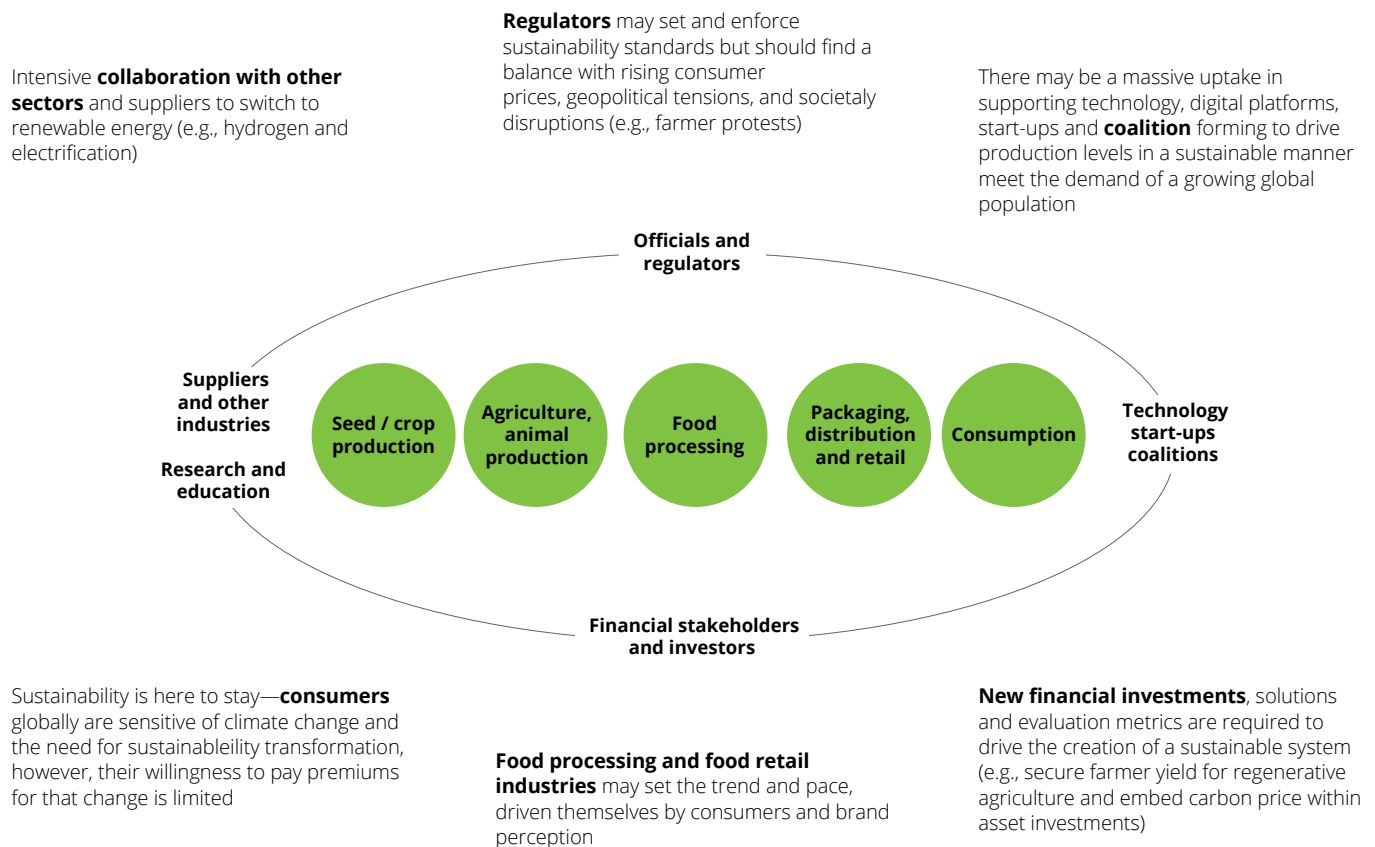 Regulators may set and enforce
sustainability standards but should find a
balance with rising consumer
prices, geopolitical tensions, and societaly
disruptions (e.g., farmer protests)
Intensive collaboration with other
sectors and suppliers to switch to
renewable energy (e.g., hydrogen and
electrification)
There may be a massive uptake in
supporting technology, digital platforms,
start-ups and coalition forming to drive
production levels in a sustainable manner
meet the demand of a growing global
population
Officials and
regulators
Suppliers
and other
industries
Research and
education
Seed / crop
production
Agriculture,
animal
production
Food
processing
Packaging,
distribution
and retail
Consumption
Technology
start-ups
coalitions
Financial stakeholders
and investors
Sustainability is here to stay—consumers
globally are sensitive of climate change and
the need for sustainableility transformation,
however, their willingness to pay premiums
for that change is limited
Food processing and food retail
industries may set the trend and pace,
driven themselves by consumers and brand
perception
New financial investments, solutions
and evaluation metrics are required to
drive the creation of a sustainable system
(e.g., secure farmer yield for regenerative
agriculture and embed carbon price within
asset investments)